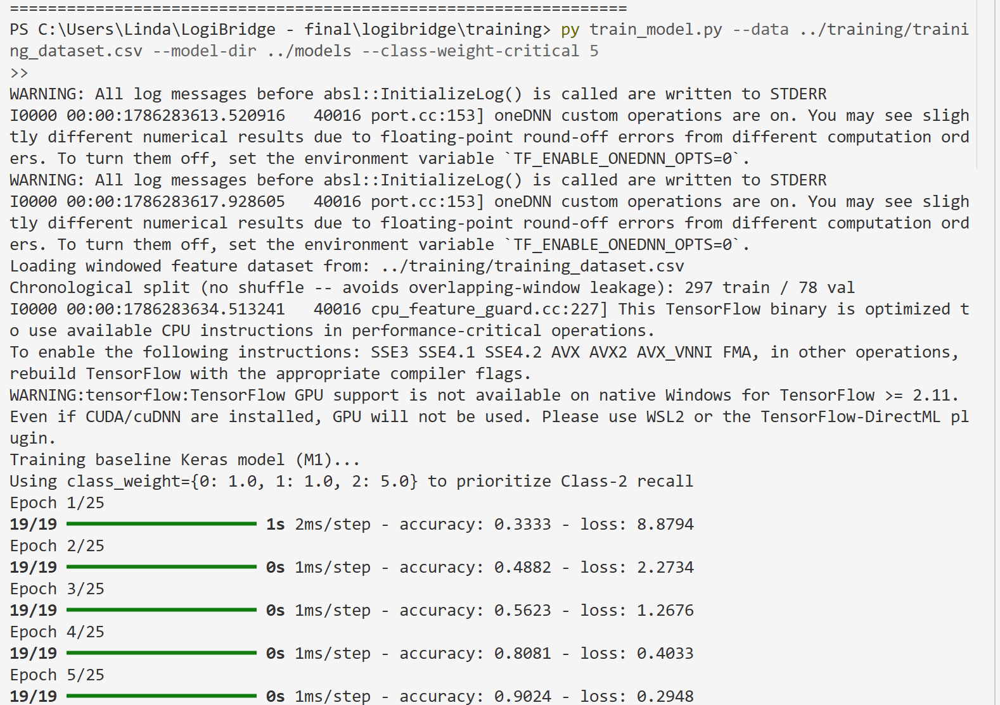 =================================================================
PS C:\Users\Linda\LogiBridge - final\logibridge\training> py train_model.py --data ../training/traini
ng_dataset.csv --model-dir ../models --class-weight-critical 5
>>
WARNING: All log messages before absl::InitializeLog() is called are written to STDERR
I0000 00:00:1786283613.520916   40016 port.cc:153] oneDNN custom operations are on. You may see sligh
tly different numerical results due to floating-point round-off errors from different computation ord
ers. To turn them off, set the environment variable `TF_ENABLE_ONEDNN_OPTS=0`.
WARNING: All log messages before absl::InitializeLog() is called are written to STDERR
I0000 00:00:1786283617.928605   40016 port.cc:153] oneDNN custom operations are on. You may see sligh
tly different numerical results due to floating-point round-off errors from different computation ord
ers. To turn them off, set the environment variable `TF_ENABLE_ONEDNN_OPTS=0`.
Loading windowed feature dataset from: ../training/training_dataset.csv
Chronological split (no shuffle -- avoids overlapping-window leakage): 297 train / 78 val
I0000 00:00:1786283634.513241   40016 cpu_feature_guard.cc:227] This TensorFlow binary is optimized t
o use available CPU instructions in performance-critical operations.
To enable the following instructions: SSE3 SSE4.1 SSE4.2 AVX AVX2 AVX_VNNI FMA, in other operations,
rebuild TensorFlow with the appropriate compiler flags.
WARNING:tensorflow:TensorFlow GPU support is not available on native Windows for TensorFlow >= 2.11.
Even if CUDA/cuDNN are installed, GPU will not be used. Please use WSL2 or the TensorFlow-DirectML pl
ugin.
Training baseline Keras model (M1)...
Using class_weight={0: 1.0, 1: 1.0, 2: 5.0} to prioritize Class-2 recall
Epoch 1/25
19/19 ━━━━━━━━━━━━━━━━━━━━ 1s 2ms/step - accuracy: 0.3333 - loss: 8.8794
Epoch 2/25
19/19 ━━━━━━━━━━━━━━━━━━━━ 0s 1ms/step - accuracy: 0.4882 - loss: 2.2734
Epoch 3/25
19/19 ━━━━━━━━━━━━━━━━━━━━ 0s 1ms/step - accuracy: 0.5623 - loss: 1.2676
Epoch 4/25
19/19 ━━━━━━━━━━━━━━━━━━━━ 0s 1ms/step - accuracy: 0.8081 - loss: 0.4033
Epoch 5/25
19/19 ━━━━━━━━━━━━━━━━━━━━ 0s 1ms/step - accuracy: 0.9024 - loss: 0.2948